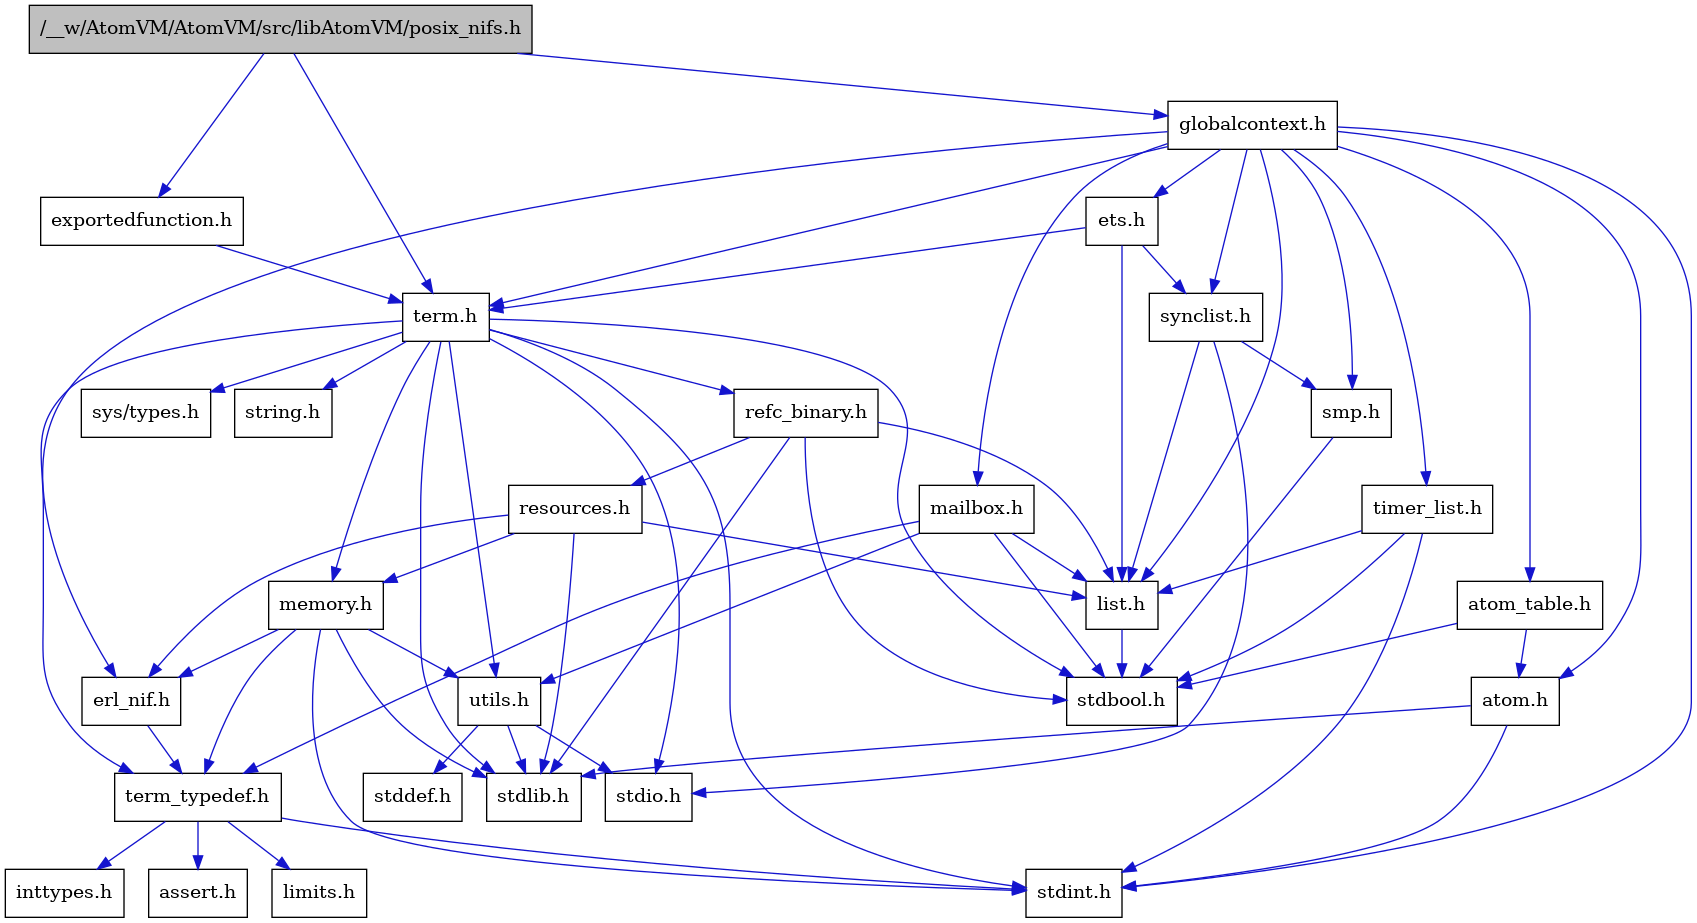 /__w/AtomVM/AtomVM/src/libAtomVM/posix_nifs.h
globalcontext.h
exportedfunction.h
ets.h
term.h
synclist.h
sys/types.h
string.h
refc_binary.h
smp.h
resources.h
mailbox.h
timer_list.h
memory.h
list.h
atom_table.h
erl_nif.h
utils.h
stdbool.h
atom.h
term_typedef.h
stddef.h
stdlib.h
stdio.h
inttypes.h
assert.h
limits.h
stdint.h